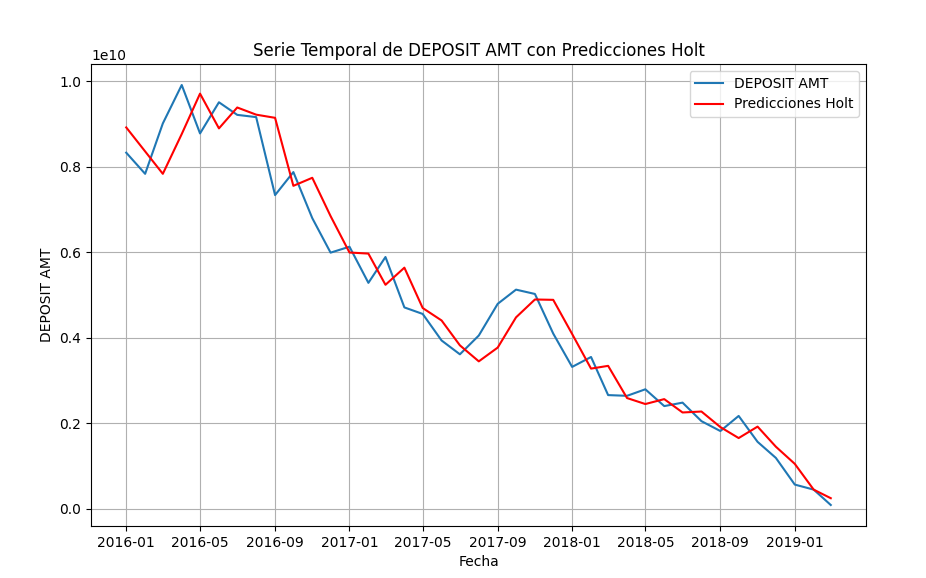 Serie Temporal de DEPOSIT AMT con Predicciones Holt
1e10
DEPOSIT AMT
Predicciones Holt
1.0
0.8
0.6
0.4
0.2
0.0
DEPOSIT AMT
2016-01 2016-05 2016-09 2017-01 2017-05 2017-09 2018-01 2018-05 2018-09 2019-01
Fecha